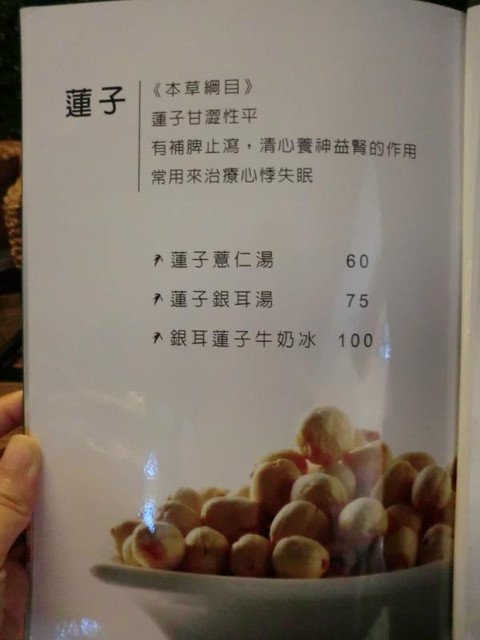 蓮子
《本草綱目》
蓮子甘澀性平
有補脾止瀉，清心養神益腎的作用
常用來治療心悸失眠
蓮子薏仁湯 60
蓮子銀耳湯 75
銀耳蓮子牛奶冰 100